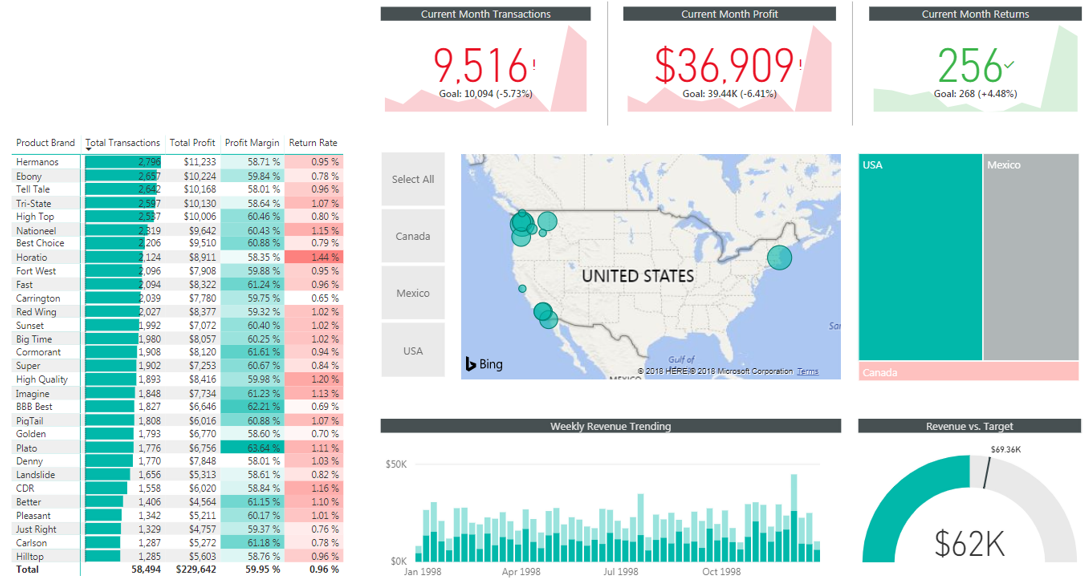 Current Month Transactions
9,516!
Goal: 10,094 (-5.73%)
Current Month Profit
$36,909!
Goal: 39.44K (-6.41%)
Current Month Returns
256
Goal: 268 (+4.48%)
Product Brand Total Transactions Total Profit Profit Margin Return Rate
Hermanos 2,796 $11,233 58.71 % 0.95 %
Ebony 2,657 $10,224 59.84 % 0.78 %
Tell Tale 2,642 $10,168 58.01 % 0.96 %
Tri-State 2,597 $10,130 58.64 % 1.07 %
High Top 2,537 $10,006 60.46 % 0.80 %
Nationeel 2,319 $9,642 60.43 % 1.15 %
Best Choice 2,206 $9,510 60.88 % 0.79 %
Horatio 2,124 $8,911 58.35 % 1.44 %
Fort West 2,096 $7,908 59.88 % 0.95 %
Fast 2,094 $8,322 61.24 % 0.96 %
Carrington 2,039 $7,780 59.75 % 0.65 %
Red Wing 2,027 $8,377 59.32 % 1.02 %
Sunset 1,992 $7,072 60.40 % 1.02 %
Big Time 1,980 $8,057 60.25 % 1.02 %
Cormorant 1,908 $8,120 61.61 % 0.94 %
Super 1,902 $7,253 60.67 % 0.84 %
High Quality 1,893 $8,416 59.98 % 1.20 %
Imagine 1,848 $7,734 61.23 % 1.13 %
BBB Best 1,827 $6,646 62.21 % 0.69 %
PigTail 1,808 $6,016 60.88 % 1.07 %
Golden 1,793 $6,770 58.60 % 0.70 %
Plato 1,776 $6,756 63.64 % 1.11 %
Denny 1,770 $7,848 58.01 % 1.03 %
Landslide 1,656 $5,313 58.61 % 0.82 %
CDR 1,558 $6,020 58.84 % 1.16 %
Better 1,406 $4,564 61.15 % 1.10 %
Pleasant 1,342 $5,211 60.17 % 1.01 %
Just Right 1,329 $4,757 59.37 % 0.76 %
Carlson 1,287 $5,272 61.18 % 0.78 %
Hilltop 1,285 $5,603 58.76 % 0.96 %
Total 58,494 $229,642 59.95 % 0.96 %
Select All
Canada
Mexico
USA
UNITED STATES
Gulf of
MEXICO
Sar
Bing
© 2018 HERE © 2018 Microsoft Corporation Terms
USA
Mexico
Canada
Weekly Revenue Trending
$50K
$0K
Jan 1998 Apr 1998 Jul 1998 Oct 1998
Revenue vs. Target
$69.36K
$62K